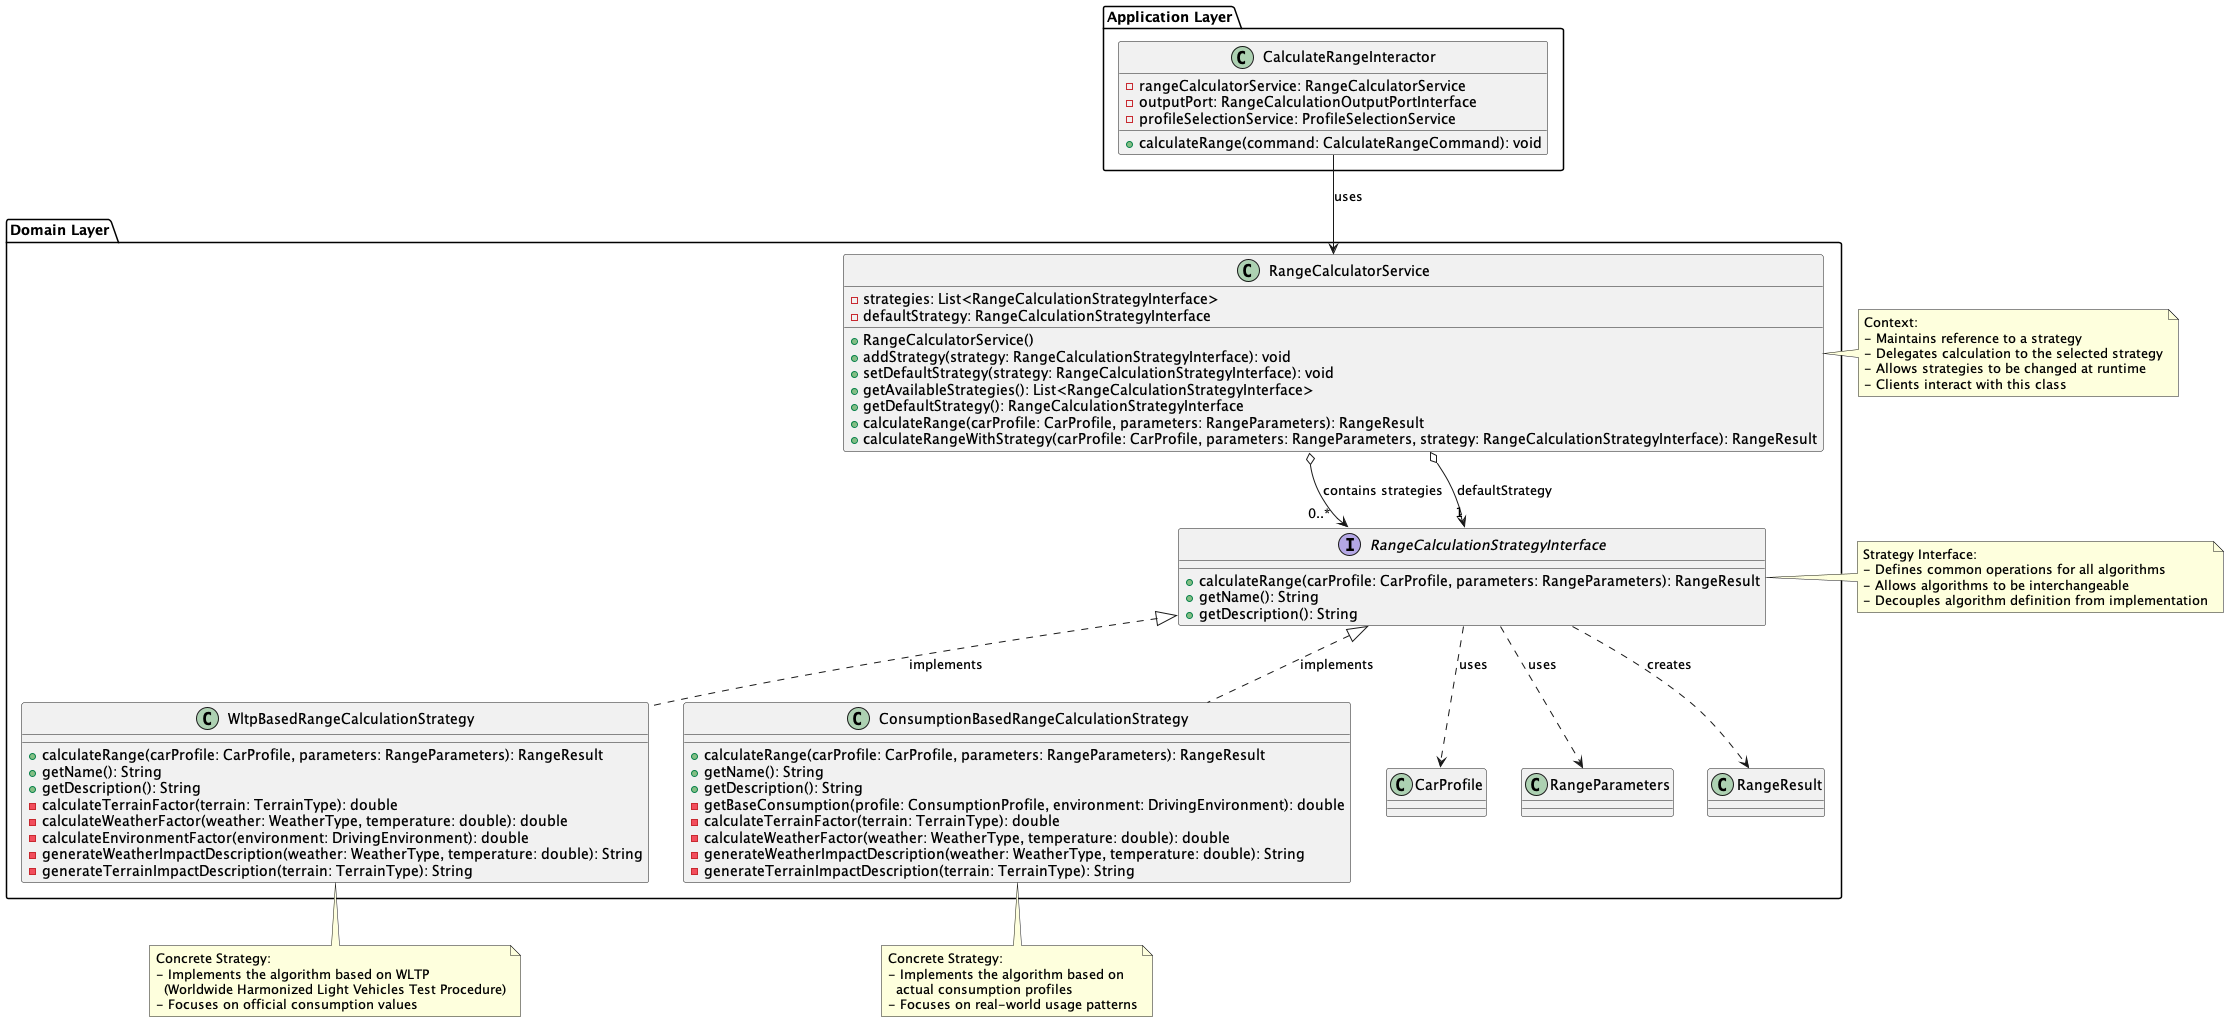 Application Layer
CalculateRangeInteractor
rangeCalculatorService: RangeCalculatorService
outputPort: RangeCalculationOutputPortInterface
profileSelectionService: ProfileSelectionService
calculateRange(command: CalculateRangeCommand): void
uses
Domain Layer
RangeCalculatorService
strategies: List<RangeCalculationStrategyInterface>
defaultStrategy: RangeCalculationStrategyInterface
RangeCalculatorService()
addStrategy(strategy: RangeCalculationStrategyInterface): void
setDefaultStrategy(strategy: RangeCalculationStrategyInterface): void
getAvailableStrategies(): List<RangeCalculationStrategyInterface>
getDefaultStrategy(): RangeCalculationStrategyInterface
calculateRange(carProfile: CarProfile, parameters: RangeParameters): RangeResult
calculateRangeWithStrategy(carProfile: CarProfile, parameters: RangeParameters, strategy: RangeCalculationStrategyInterface): RangeResult
Context:
- Maintains reference to a strategy
- Delegates calculation to the selected strategy
- Allows strategies to be changed at runtime
- Clients interact with this class
contains strategies
defaultStrategy
0..*
1
RangeCalculationStrategyInterface
calculateRange(carProfile: CarProfile, parameters: RangeParameters): RangeResult
getName(): String
getDescription(): String
Strategy Interface:
- Defines common operations for all algorithms
- Allows algorithms to be interchangeable
- Decouples algorithm definition from implementation
implements
implements
uses
uses
creates
WltpBasedRangeCalculationStrategy
calculateRange(carProfile: CarProfile, parameters: RangeParameters): RangeResult
getName(): String
getDescription(): String
calculateTerrainFactor(terrain: TerrainType): double
calculateWeatherFactor(weather: WeatherType, temperature: double): double
calculateEnvironmentFactor(environment: DrivingEnvironment): double
generateWeatherImpactDescription(weather: WeatherType, temperature: double): String
generateTerrainImpactDescription(terrain: TerrainType): String
ConsumptionBasedRangeCalculationStrategy
calculateRange(carProfile: CarProfile, parameters: RangeParameters): RangeResult
getName(): String
getDescription(): String
getBaseConsumption(profile: ConsumptionProfile, environment: DrivingEnvironment): double
calculateTerrainFactor(terrain: TerrainType): double
calculateWeatherFactor(weather: WeatherType, temperature: double): double
generateWeatherImpactDescription(weather: WeatherType, temperature: double): String
generateTerrainImpactDescription(terrain: TerrainType): String
CarProfile
RangeParameters
RangeResult
Concrete Strategy:
- Implements the algorithm based on WLTP
(Worldwide Harmonized Light Vehicles Test Procedure)
- Focuses on official consumption values
Concrete Strategy:
- Implements the algorithm based on
actual consumption profiles
- Focuses on real-world usage patterns